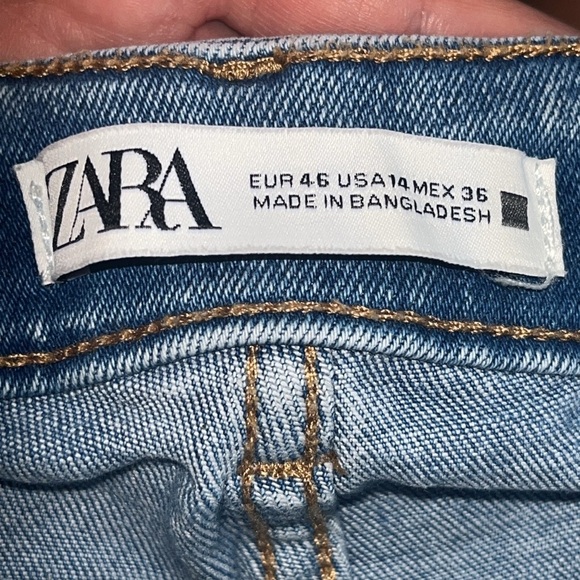 ZARA
EUR 46 USA 14 MEX 36
MADE IN BANGLADESH